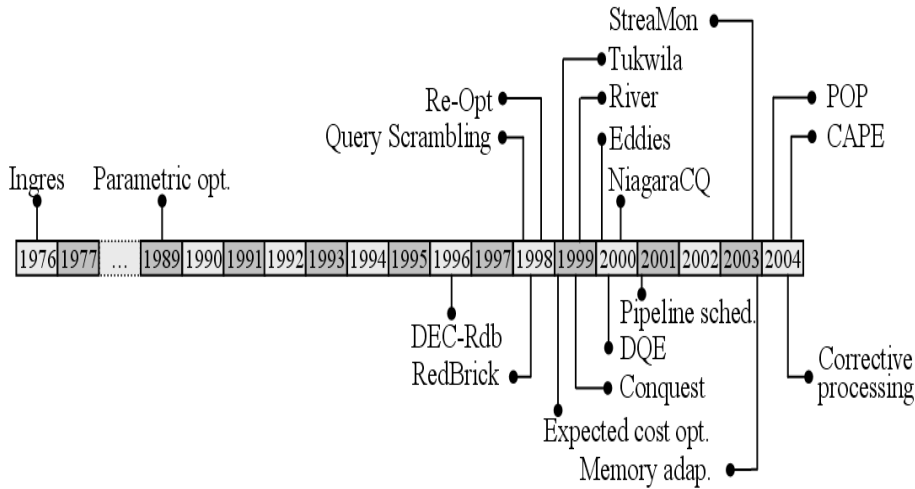 StreaMon
Tukwila
Re-Opt
River
POP
Query Scrambling
Eddies
CAPE
Ingres
Parametric opt.
NiagaraCQ
1976 1977 ... 1989 1990 1991 1992 1993 1994 1995 1996 1997 1998 1999 2000 2001 2002 2003 2004
Pipeline sched.
DEC-Rdb
DQE
RedBrick
Corrective
processing
Conquest
Expected cost opt.
Memory adap.